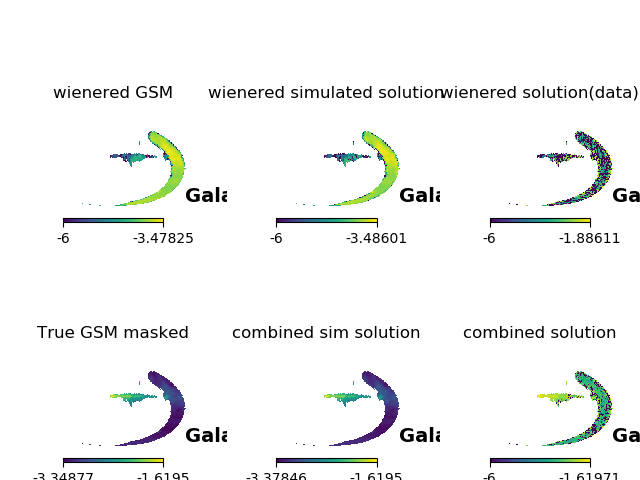 wienered GSM wienered simulated solution wienered solution(data)
Gala Gala Ga
-6 -3.47825 -6 -3.48601 -6 -1.88611
True GSM masked combined sim solution combined solution
Gala Gala Ga
-3.34877 -1.6195 -3.37846 -1.6195 -6 -1.61971